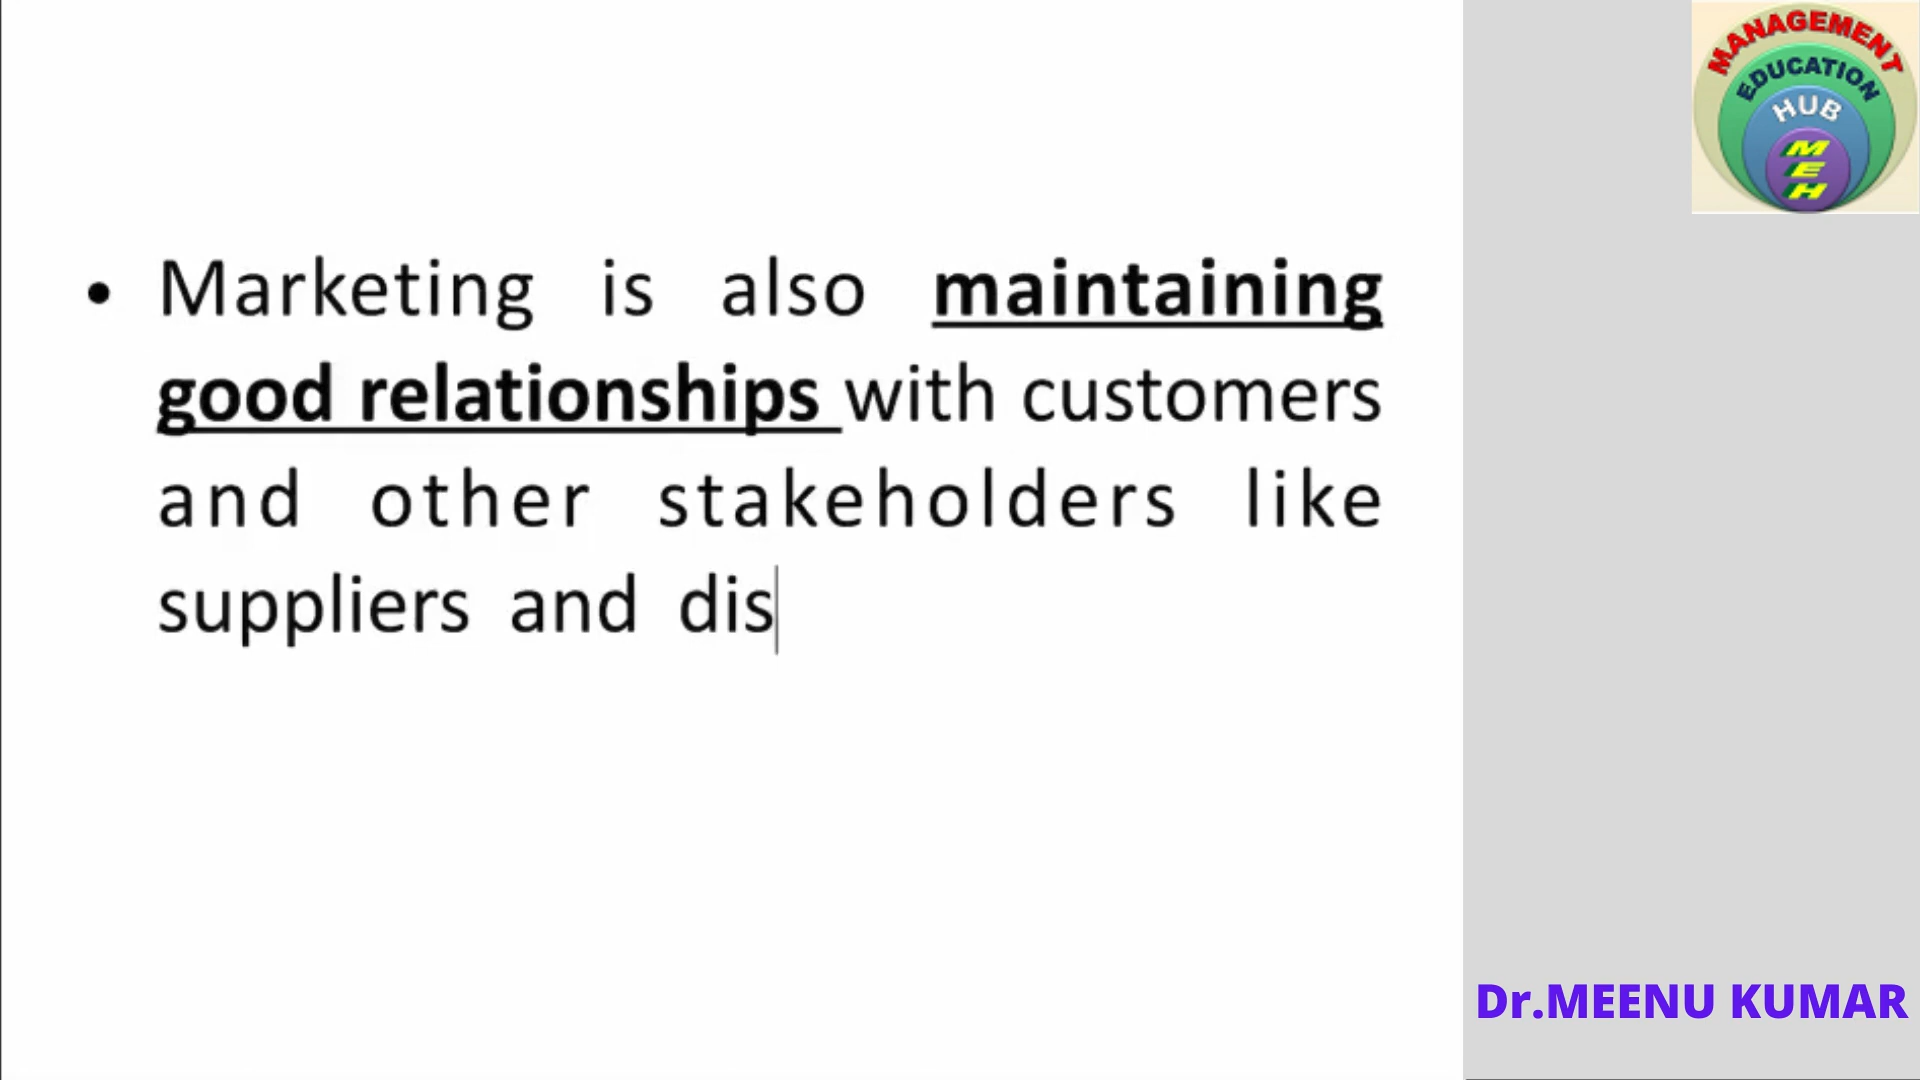 MANAGEMENT
EDUCATION
HUB
M
E
H
• Marketing is also maintaining
good relationships with customers
and other stakeholders like
suppliers and dis
Dr.MEENU KUMAR